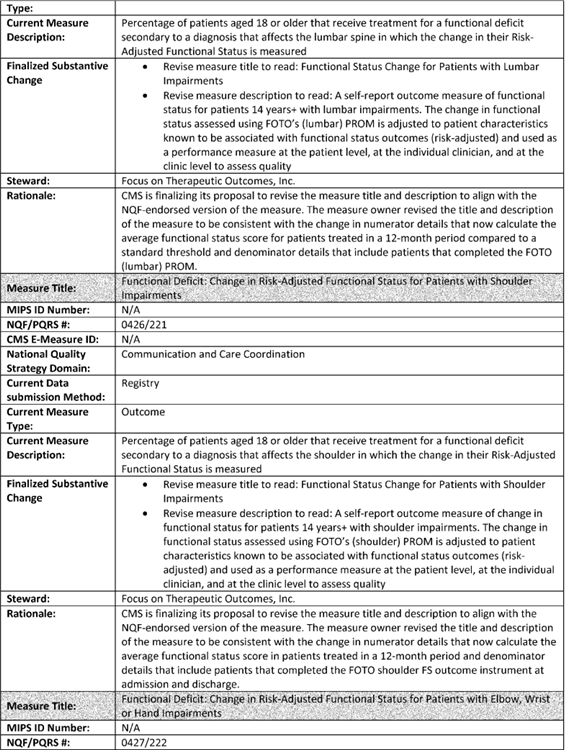 Type:
Current Measure
Description:
Percentage of patients aged 18 or older that receive treatment for a functional deficit
secondary to a diagnosis that affects the lumbar spine in which the change in their Risk-
Adjusted Functional Status is measured
Finalized Substantive
Change
• Revise measure title to read: Functional Status Change for Patients with Lumbar
Impairments
• Revise measure description to read: A self-report outcome measure of functional
status for patients 14 years+ with lumbar impairments. The change in functional
status assessed using FOTO's (lumbar) PROM is adjusted to patient characteristics
known to be associated with functional status outcomes (risk-adjusted) and used as
a performance measure at the patient level, at the individual clinician, and at the
clinic level to assess quality
Steward:
Focus on Therapeutic Outcomes, Inc.
Rationale:
CMS is finalizing its proposal to revise the measure title and description to align with the
NQF-endorsed version of the measure. The measure owner revised the title and description
of the measure to be consistent with the change in numerator details that now calculate the
average functional status score for patients treated in a 12-month period compared to a
standard threshold and denominator details that include patients that completed the FOTO
(lumbar) PROM.
Measure Title:
Functional Deficit: Change in Risk-Adjusted Functional Status for Patients with Shoulder
Impairments
MIPS ID Number:
N/A
NQF/PQRS #:
0426/221
CMS E-Measure ID:
N/A
National Quality
Strategy Domain:
Communication and Care Coordination
Current Data
submission Method:
Registry
Current Measure
Type:
Outcome
Current Measure
Description:
Percentage of patients aged 18 or older that receive treatment for a functional deficit
secondary to a diagnosis that affects the shoulder in which the change in their Risk-Adjusted
Functional Status is measured
Finalized Substantive
Change
• Revise measure title to read: Functional Status Change for Patients with Shoulder
Impairments
• Revise measure description to read: A self-report outcome measure of change in
functional status for patients 14 years+ with shoulder impairments. The change in
functional status assessed using FOTO's (shoulder) PROM is adjusted to patient
characteristics known to be associated with functional status outcomes (risk-
adjusted) and used as a performance measure at the patient level, at the individual
clinician, and at the clinic level to assess quality
Steward:
Focus on Therapeutic Outcomes, Inc.
Rationale:
CMS is finalizing its proposal to revise the measure title and description to align with the
NQF-endorsed version of the measure. The measure owner revised the title and description
of the measure to be consistent with the change in numerator details that now calculate the
average functional status score in patients treated in a 12-month period and denominator
details that include patients that completed the FOTO shoulder FS outcome instrument at
admission and discharge.
Measure Title:
Functional Deficit: Change in Risk-Adjusted Functional Status for Patients with Elbow, Wrist
or Hand Impairments
MIPS ID Number:
N/A
NQF/PQRS #:
0427/222